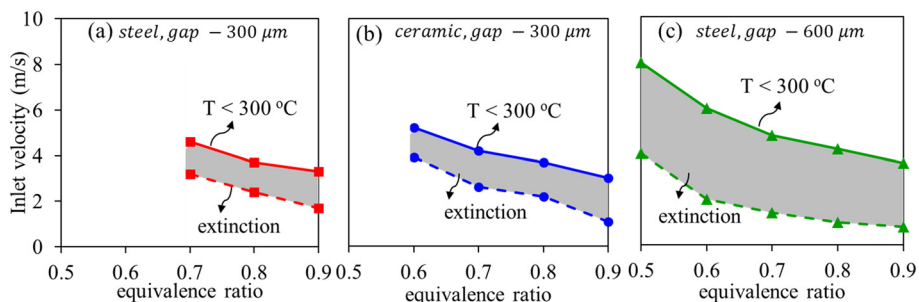 (a) steel, gap − 300 μm
(b) ceramic, gap − 300 μm
(c) steel, gap − 600 μm
Inlet velocity (m/s)
8
6
4
2
0
T < 300 °C
extinction
T < 300 °C
extinction
T < 300 °C
extinction
0.5 0.6 0.7 0.8 0.9
0.5 0.6 0.7 0.8 0.9
0.5 0.6 0.7 0.8 0.9
equivalence ratio
equivalence ratio
equivalence ratio